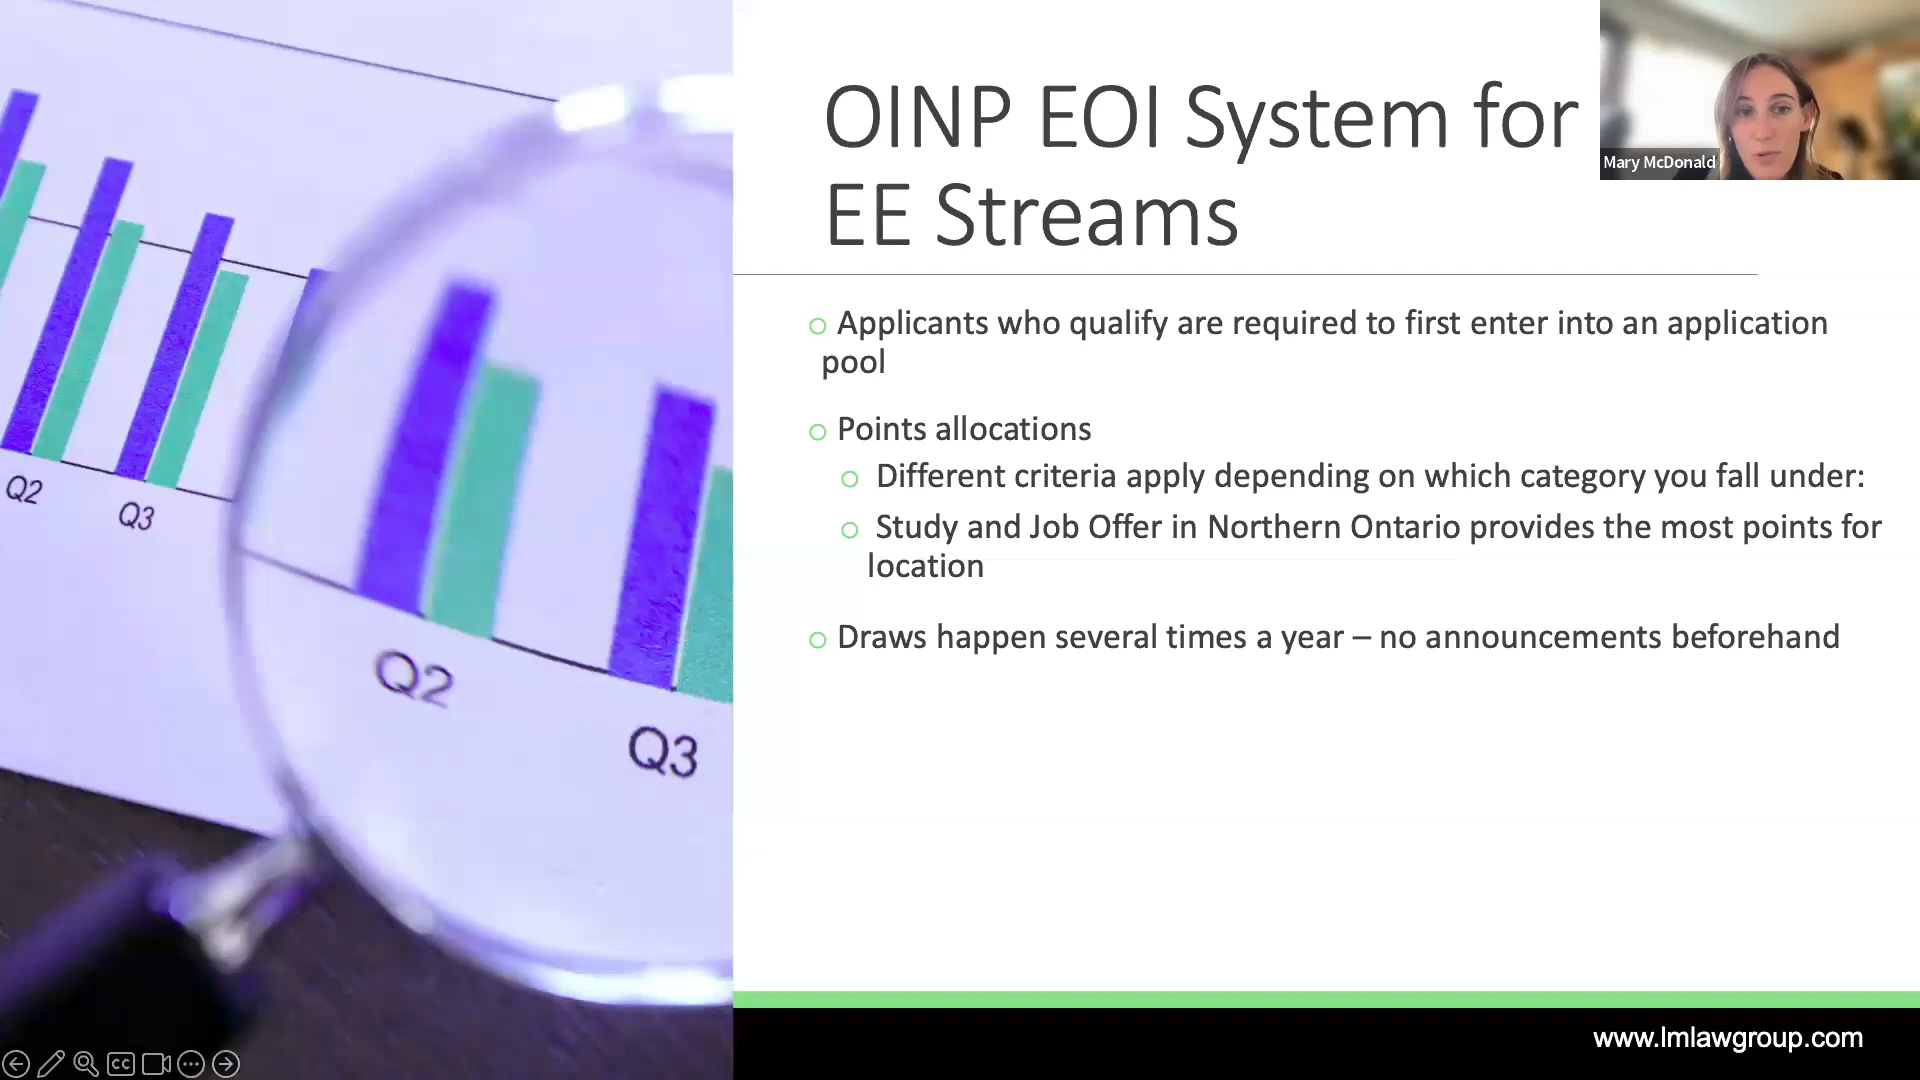 OINP EOI System for
EE Streams
Mary McDonald
○ Applicants who qualify are required to first enter into an application
pool
○ Points allocations
○ Different criteria apply depending on which category you fall under:
○ Study and Job Offer in Northern Ontario provides the most points for
location
○ Draws happen several times a year – no announcements beforehand
Q2
Q3
Q2
Q3
CC
www.lmlawgroup.com